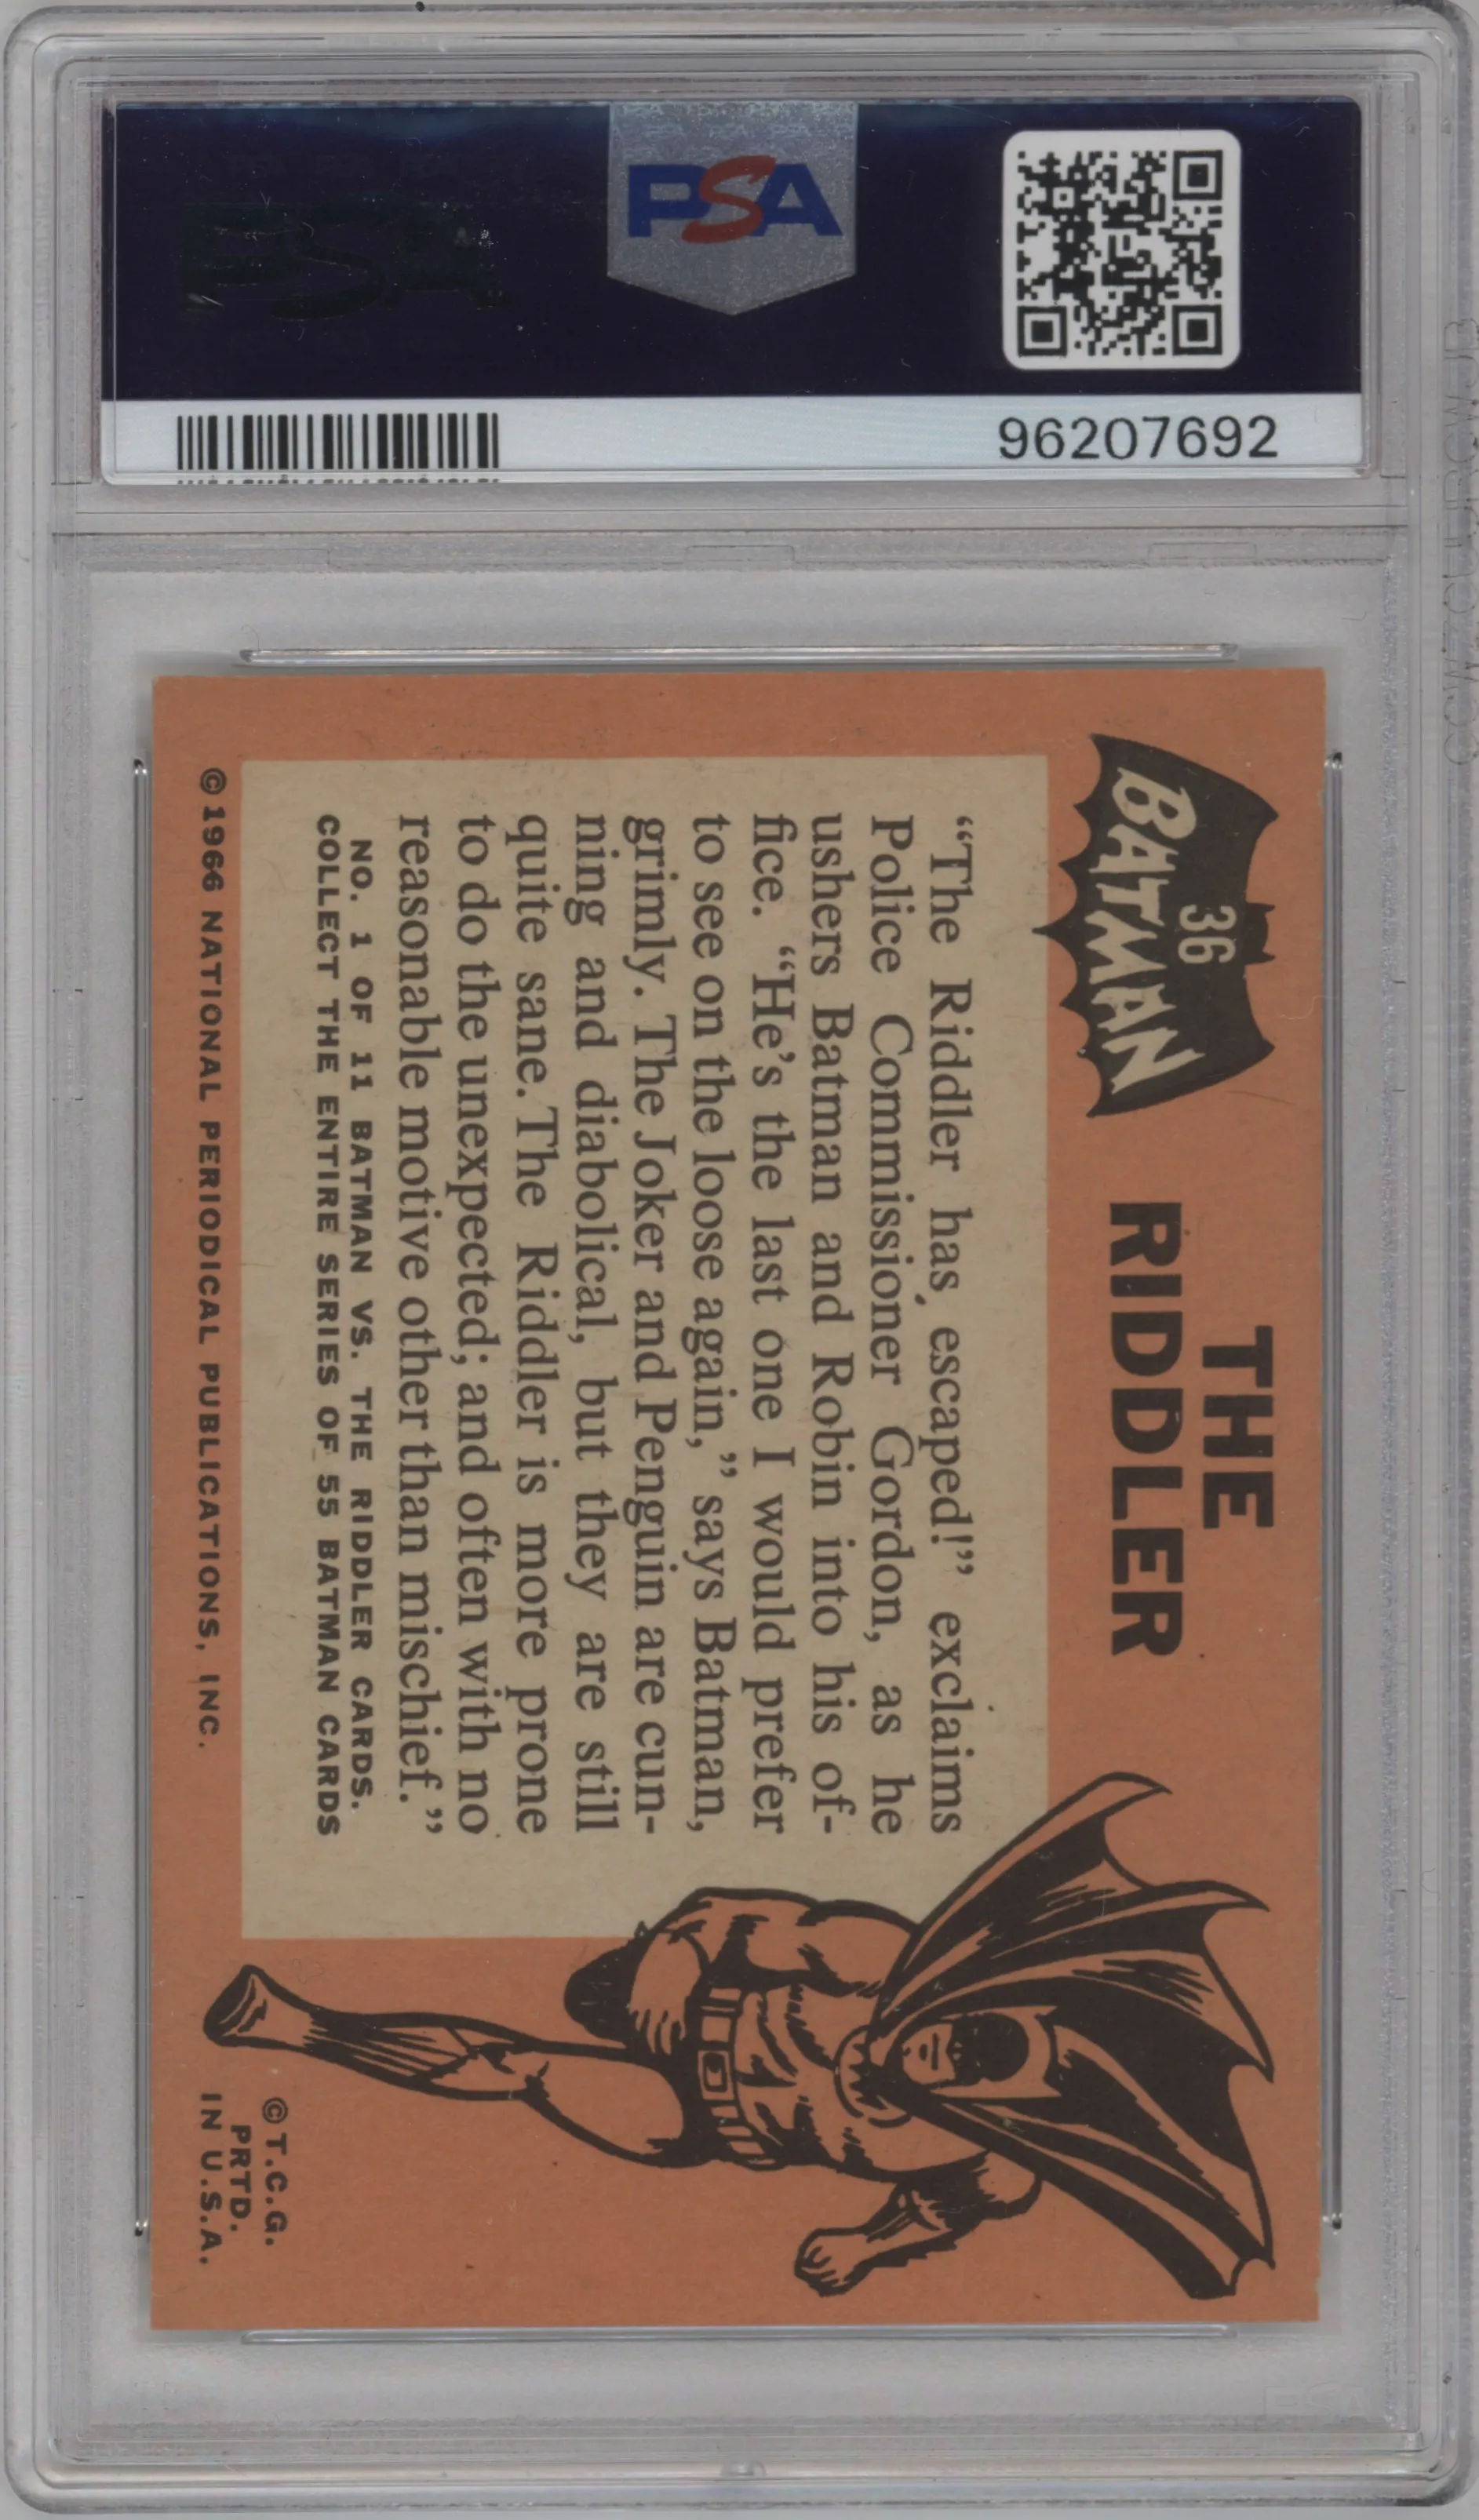 PSA
96207692
36
BATMAN
THE
RIDDLER
“The Riddler has escaped!” exclaims
Police Commissioner Gordon, as he
ushers Batman and Robin into his of-
fice. “He’s the last one I would prefer
to see on the loose again,” says Batman,
grimly. The Joker and Penguin are cun-
ning and diabolical, but they are still
quite sane. The Riddler is more prone
to do the unexpected; and often with no
reasonable motive other than mischief.”
NO. 1 OF 11 BATMAN VS. THE RIDDLER CARDS.
COLLECT THE ENTIRE SERIES OF 55 BATMAN CARDS
©1966 NATIONAL PERIODICAL PUBLICATIONS, INC.
©T.C.G.
PRTD.
IN U.S.A.